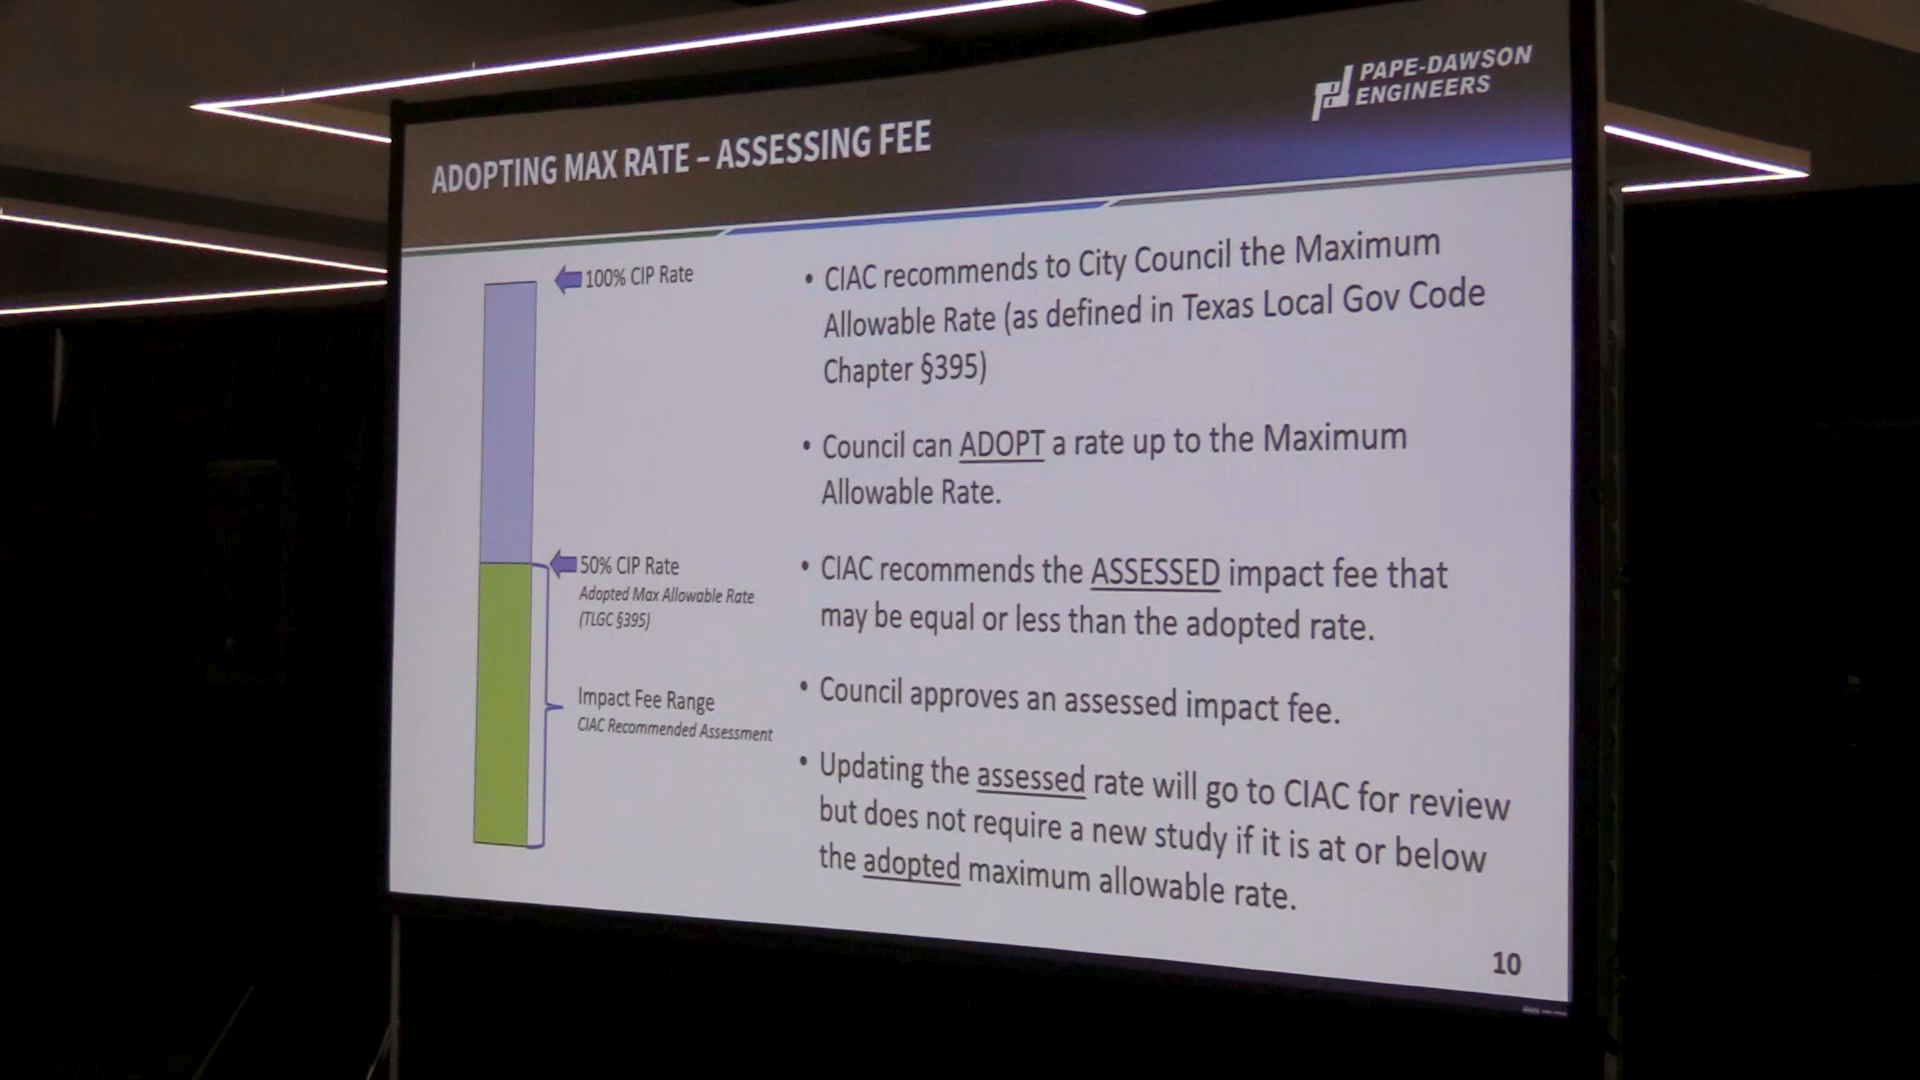 PAPE-DAWSON
ENGINEERS
ADOPTING MAX RATE – ASSESSING FEE
100% CIP Rate
50% CIP Rate
Adopted Max Allowable Rate
(TLGC §395)
Impact Fee Range
CIAC Recommended Assessment
• CIAC recommends to City Council the Maximum
Allowable Rate (as defined in Texas Local Gov Code
Chapter §395)
• Council can ADOPT a rate up to the Maximum
Allowable Rate.
• CIAC recommends the ASSESSED impact fee that
may be equal or less than the adopted rate.
• Council approves an assessed impact fee.
• Updating the assessed rate will go to CIAC for review
but does not require a new study if it is at or below
the adopted maximum allowable rate.
10